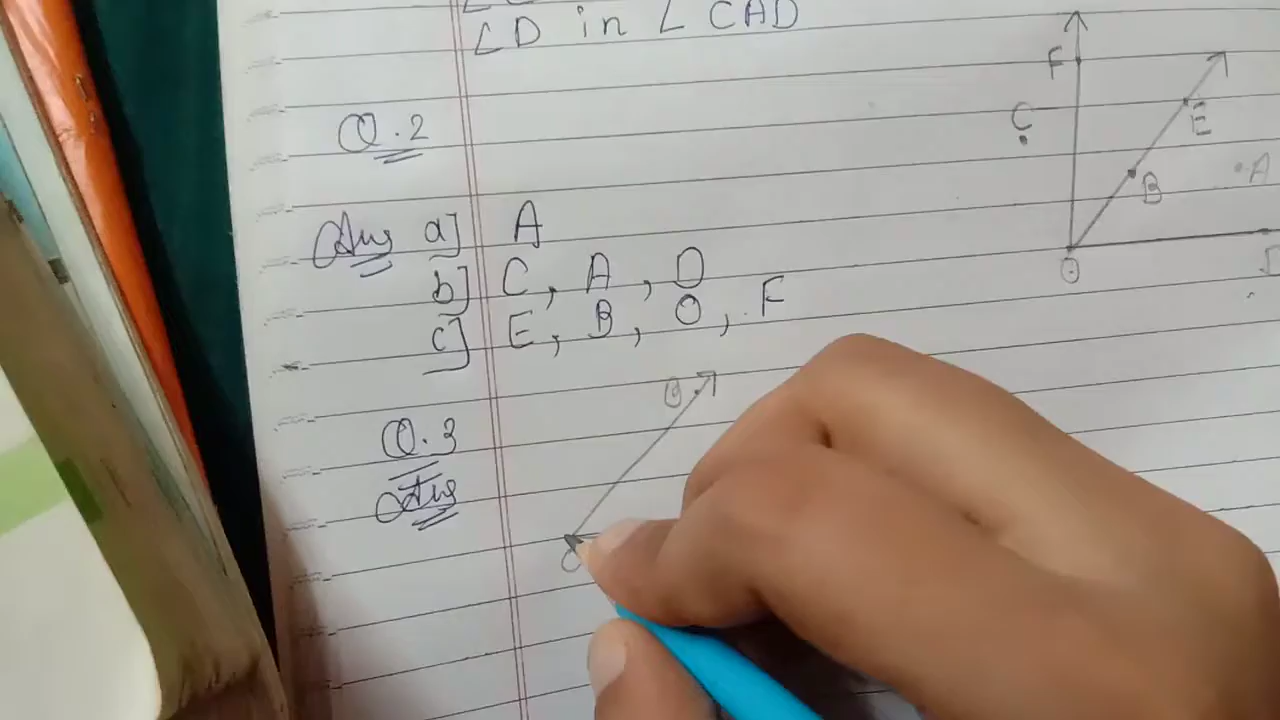 ∠D in ∠CAD
F
C
E
Q.2
A
B
Ans a] A
O
b] C, A, D
c] E, B, O, F
Q.3
Ans